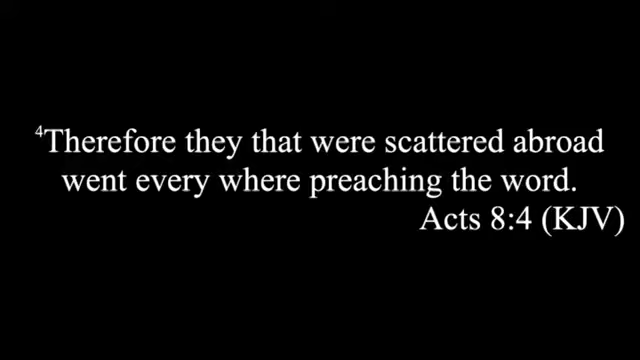 ⁴Therefore they that were scattered abroad
went every where preaching the word.
Acts 8:4 (KJV)